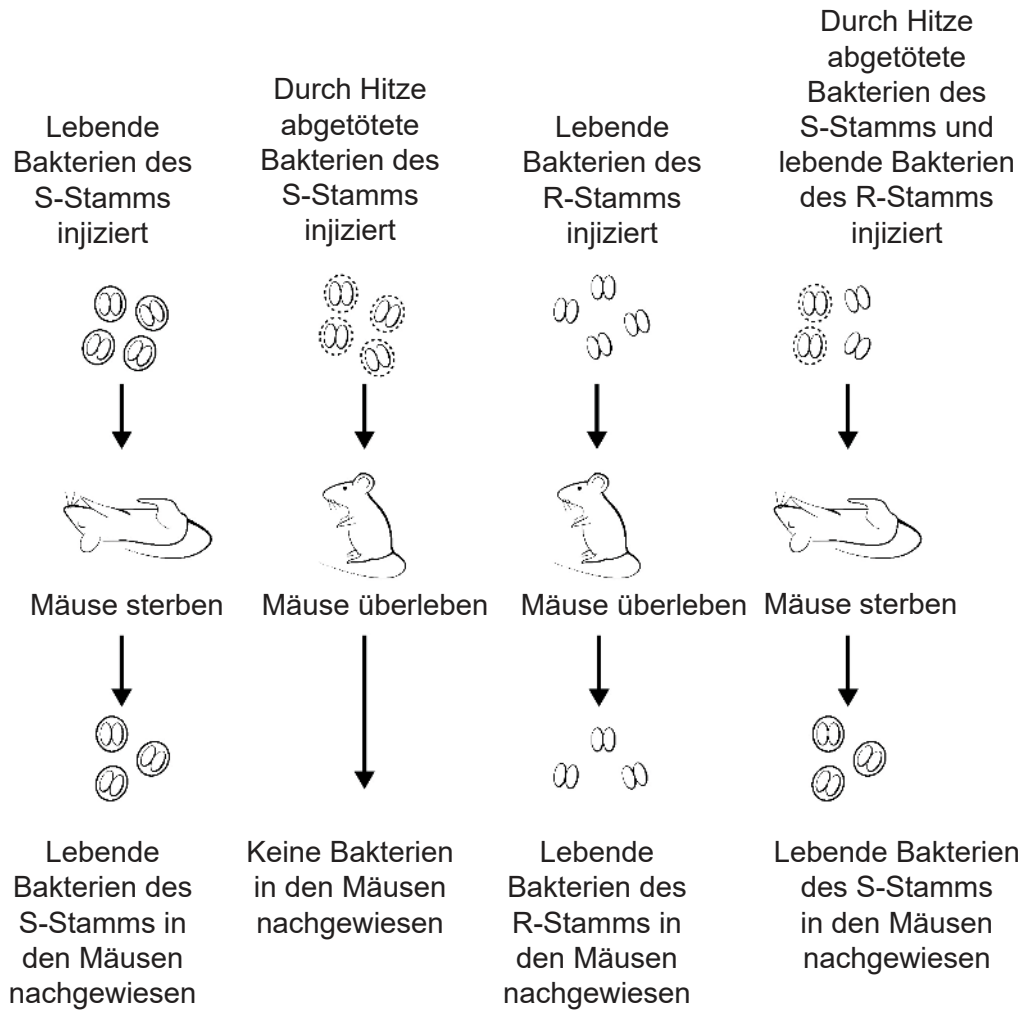 Lebende
Bakterien des
S-Stamms
injiziert
Durch Hitze
abgetötete
Bakterien des
S-Stamms
injiziert
Lebende
Bakterien des
R-Stamms
injiziert
Durch Hitze
abgetötete
Bakterien des
S-Stamms und
lebende Bakterien
des R-Stamms
injiziert
Mäuse sterben
Mäuse überleben
Mäuse überleben
Mäuse sterben
Lebende
Bakterien des
S-Stamms in
den Mäusen
nachgewiesen
Keine Bakterien
in den Mäusen
nachgewiesen
Lebende
Bakterien des
R-Stamms in
den Mäusen
nachgewiesen
Lebende Bakterien
des S-Stamms
in den Mäusen
nachgewiesen